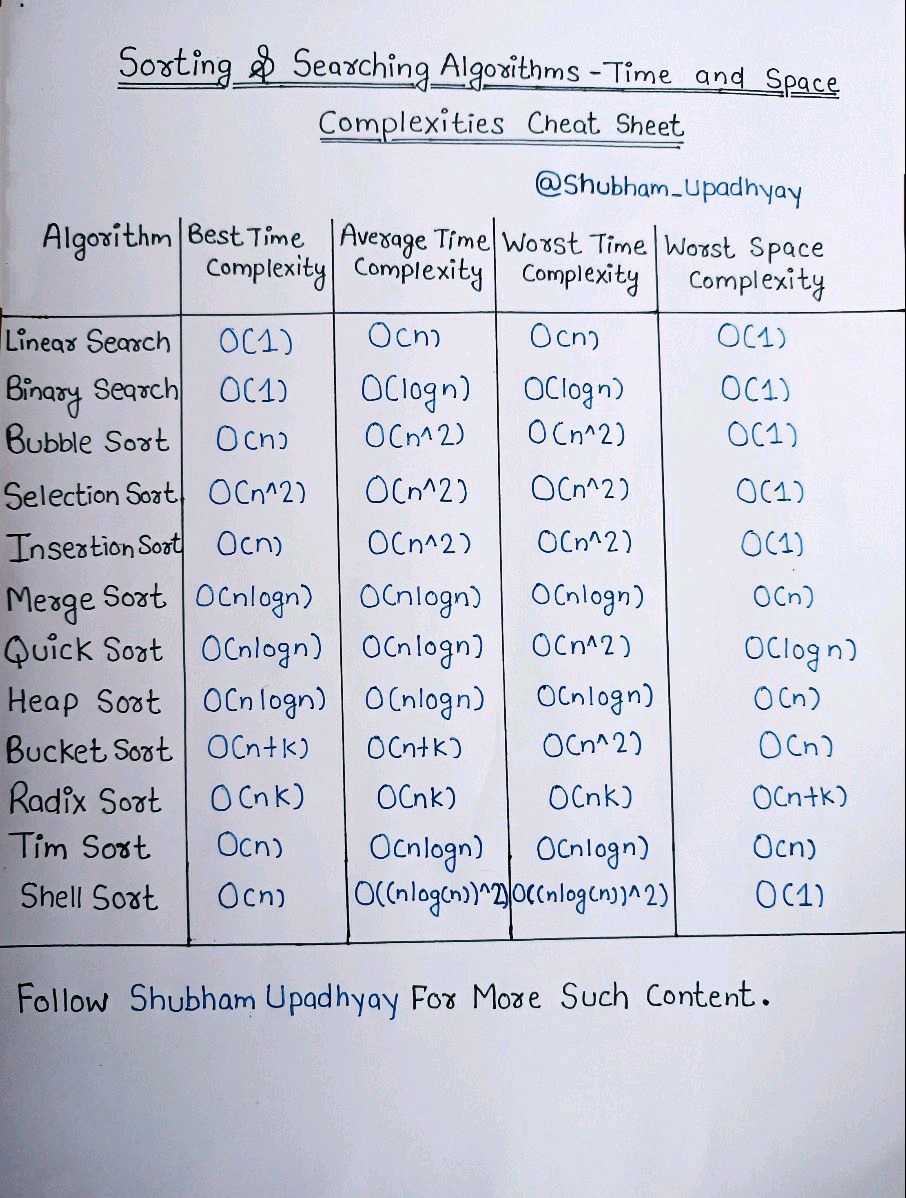 Sorting & Searching Algorithms - Time and Space
Complexities Cheat Sheet
@Shubham_Upadhyay
Algorithm | Best Time Complexity | Average Time Complexity | Worst Time Complexity | Worst Space Complexity
Linear Search | O(1) | O(n) | O(n) | O(1)
Binary Search | O(1) | O(logn) | O(logn) | O(1)
Bubble Sort | O(n) | O(n^2) | O(n^2) | O(1)
Selection Sort | O(n^2) | O(n^2) | O(n^2) | O(1)
Insertion Sort | O(n) | O(n^2) | O(n^2) | O(1)
Merge Sort | O(nlogn) | O(nlogn) | O(nlogn) | O(n)
Quick Sort | O(nlogn) | O(nlogn) | O(n^2) | O(logn)
Heap Sort | O(nlogn) | O(nlogn) | O(nlogn) | O(n)
Bucket Sort | O(n+k) | O(n+k) | O(n^2) | O(n)
Radix Sort | O(nk) | O(nk) | O(nk) | O(n+k)
Tim Sort | O(n) | O(nlogn) | O(nlogn) | O(n)
Shell Sort | O(n) | O((nlog(n))^2) | O((nlog(n))^2) | O(1)
Follow Shubham Upadhyay For More Such Content.